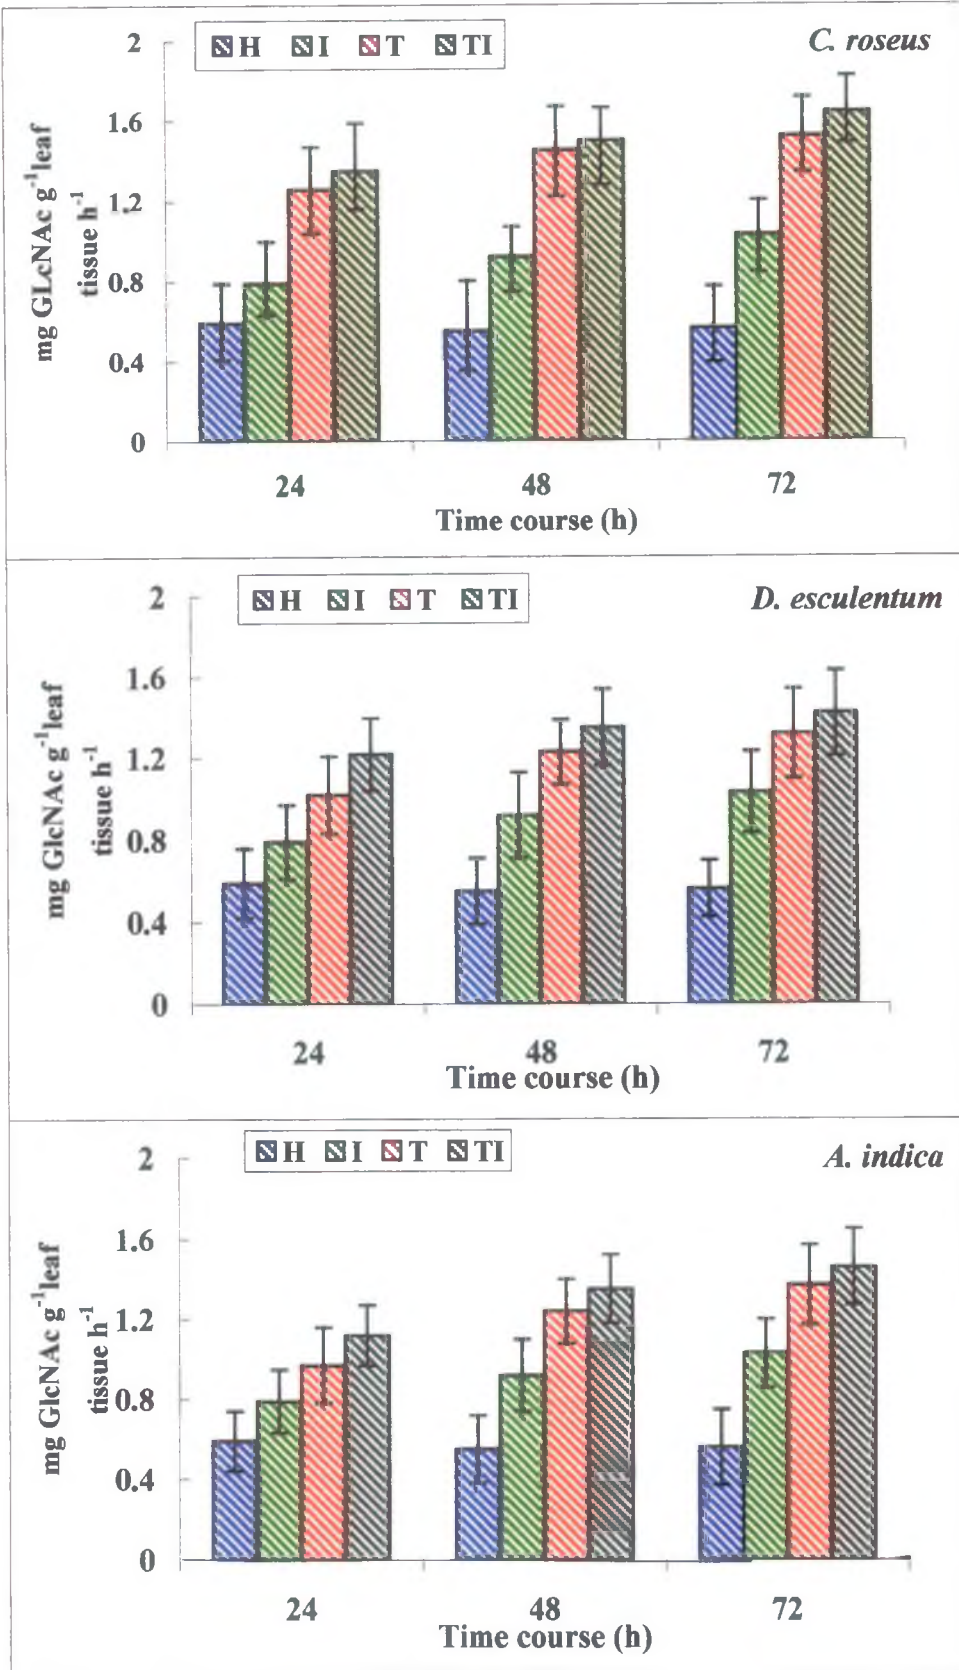 H I T TI
C. roseus
2
1.6
1.2
0.8
0.4
0
mg GLcNAc g⁻¹leaf
tissue h⁻¹
24 48 72
Time course (h)
H I T TI
D. esculentum
2
1.6
1.2
0.8
0.4
0
mg GlcNAc g⁻¹leaf
tissue h⁻¹
24 48 72
Time course (h)
H I T TI
A. indica
2
1.6
1.2
0.8
0.4
0
mg GlcNAc g⁻¹leaf
tissue h⁻¹
24 48 72
Time course (h)